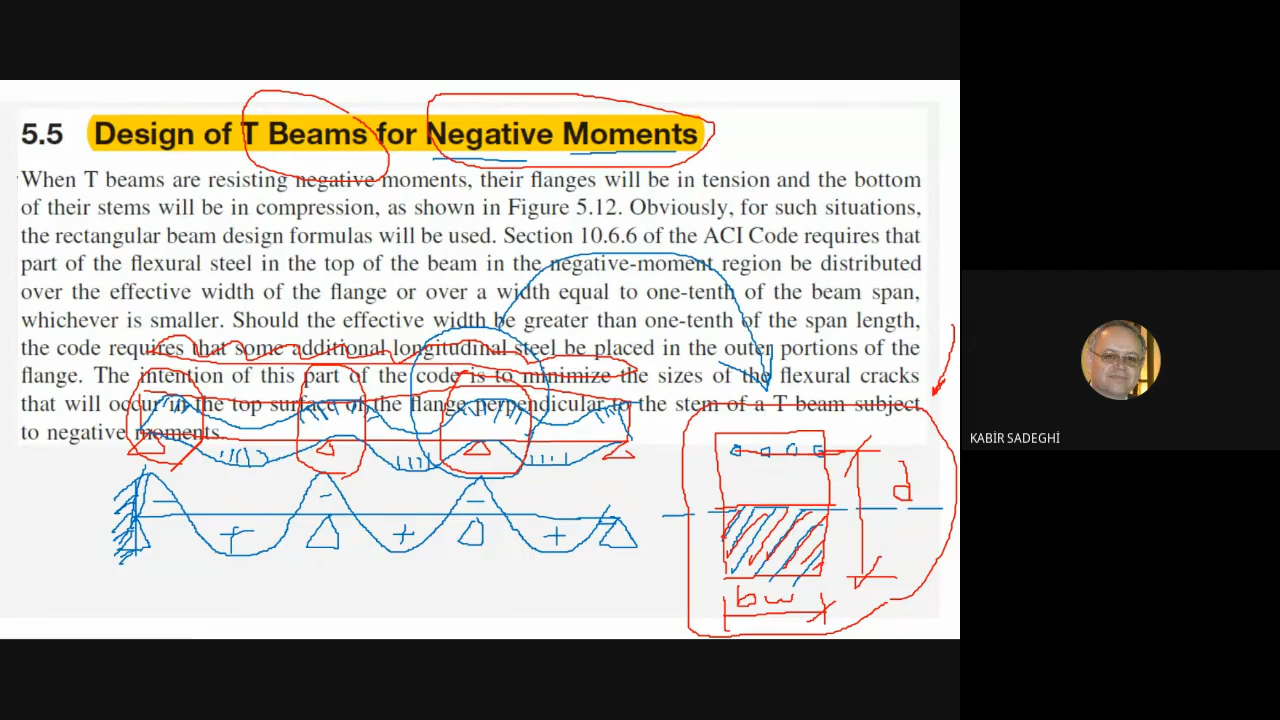 5.5 Design of T Beams for Negative Moments
When T beams are resisting negative moments, their flanges will be in tension and the bottom
of their stems will be in compression, as shown in Figure 5.12. Obviously, for such situations,
the rectangular beam design formulas will be used. Section 10.6.6 of the ACI Code requires that
part of the flexural steel in the top of the beam in the negative-moment region be distributed
over the effective width of the flange or over a width equal to one-tenth of the beam span,
whichever is smaller. Should the effective width be greater than one-tenth of the span length,
the code requires that some additional longitudinal steel be placed in the outer portions of the
flange. The intention of this part of the code is to minimize the sizes of the flexural cracks
that will occur in the top surface of the flange perpendicular to the stem of a T beam subject
to negative moments.
KABİR SADEGHİ
d
- - -
+ + +
bw